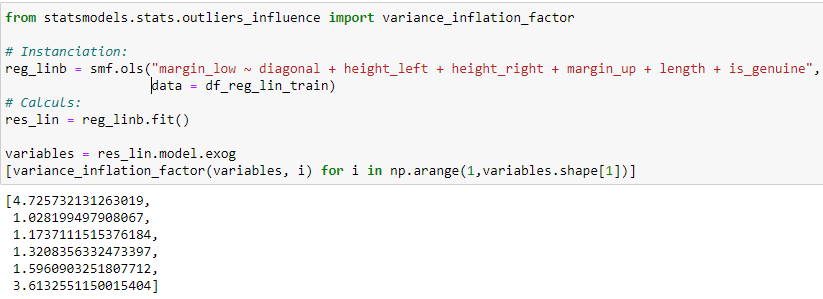 from statsmodels.stats.outliers_influence import variance_inflation_factor
# Instanciation:
reg_linb = smf.ols("margin_low ~ diagonal + height_left + height_right + margin_up + length + is_genuine",
data = df_reg_lin_train)
# Calculs:
res_lin = reg_linb.fit()
variables = res_lin.model.exog
[variance_inflation_factor(variables, i) for i in np.arange(1,variables.shape[1])]
[4.725732131263019,
1.028199497908067,
1.1737111515376184,
1.3208356332473397,
1.5960903251807712,
3.6132551150015404]